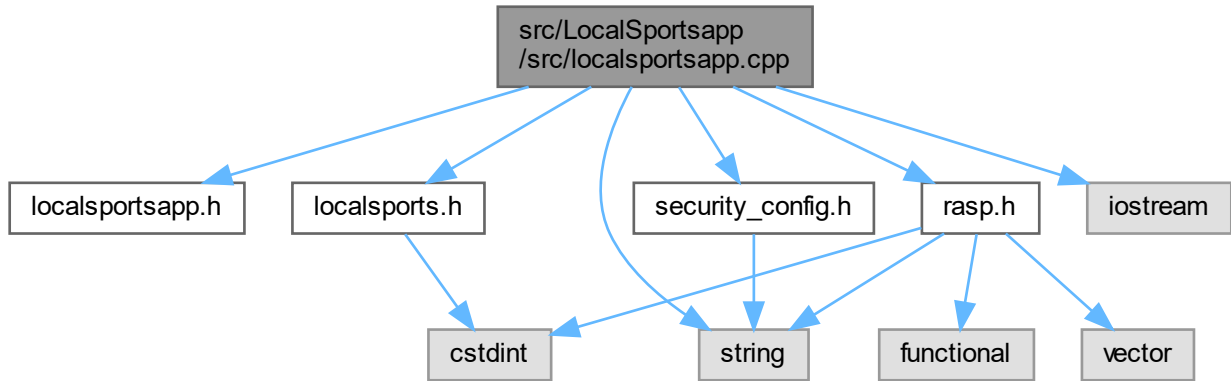 src/LocalSportsapp
/src/localsportsapp.cpp
localsportsapp.h
localsports.h
security_config.h
rasp.h
iostream
cstdint
string
functional
vector